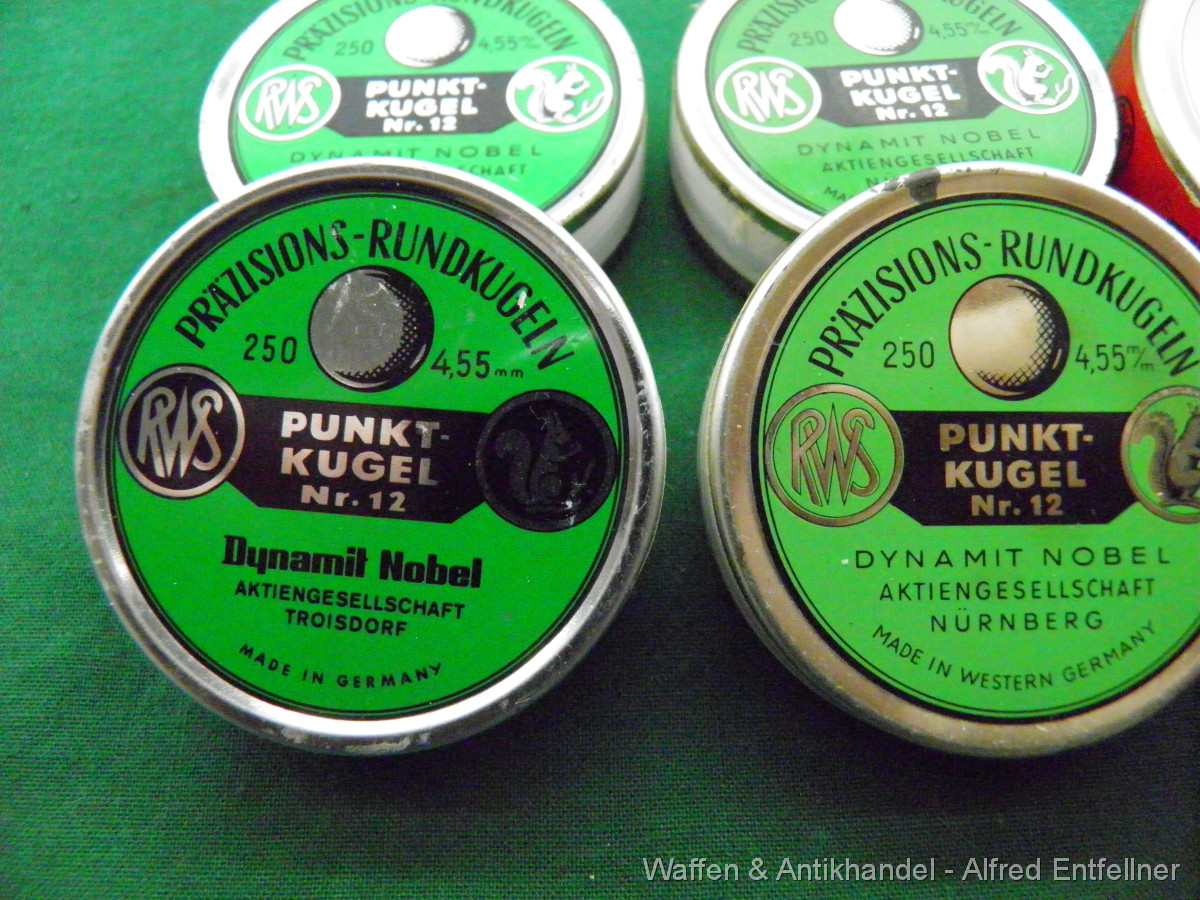 PRÄZISIONS-RUNDKUGELN
250 4,55 m/m
RWS
PUNKT-
KUGEL
Nr. 12
DYNAMIT NOBEL
PRÄZISIONS-RUNDKUGELN
250 4,55 m/m
RWS
PUNKT-
KUGEL
Nr. 12
DYNAMIT NOBEL
AKTIENGESELLSCHAFT
PRÄZISIONS-RUNDKUGELN
250 4,55 mm
RWS
PUNKT-
KUGEL
Nr. 12
Dynamit Nobel
AKTIENGESELLSCHAFT
TROISDORF
MADE IN GERMANY
PRÄZISIONS-RUNDKUGELN
250 4,55 m/m
RWS
PUNKT-
KUGEL
Nr. 12
DYNAMIT NOBEL
AKTIENGESELLSCHAFT
NÜRNBERG
MADE IN WESTERN GERMANY
Waffen & Antikhandel - Alfred Entfellner